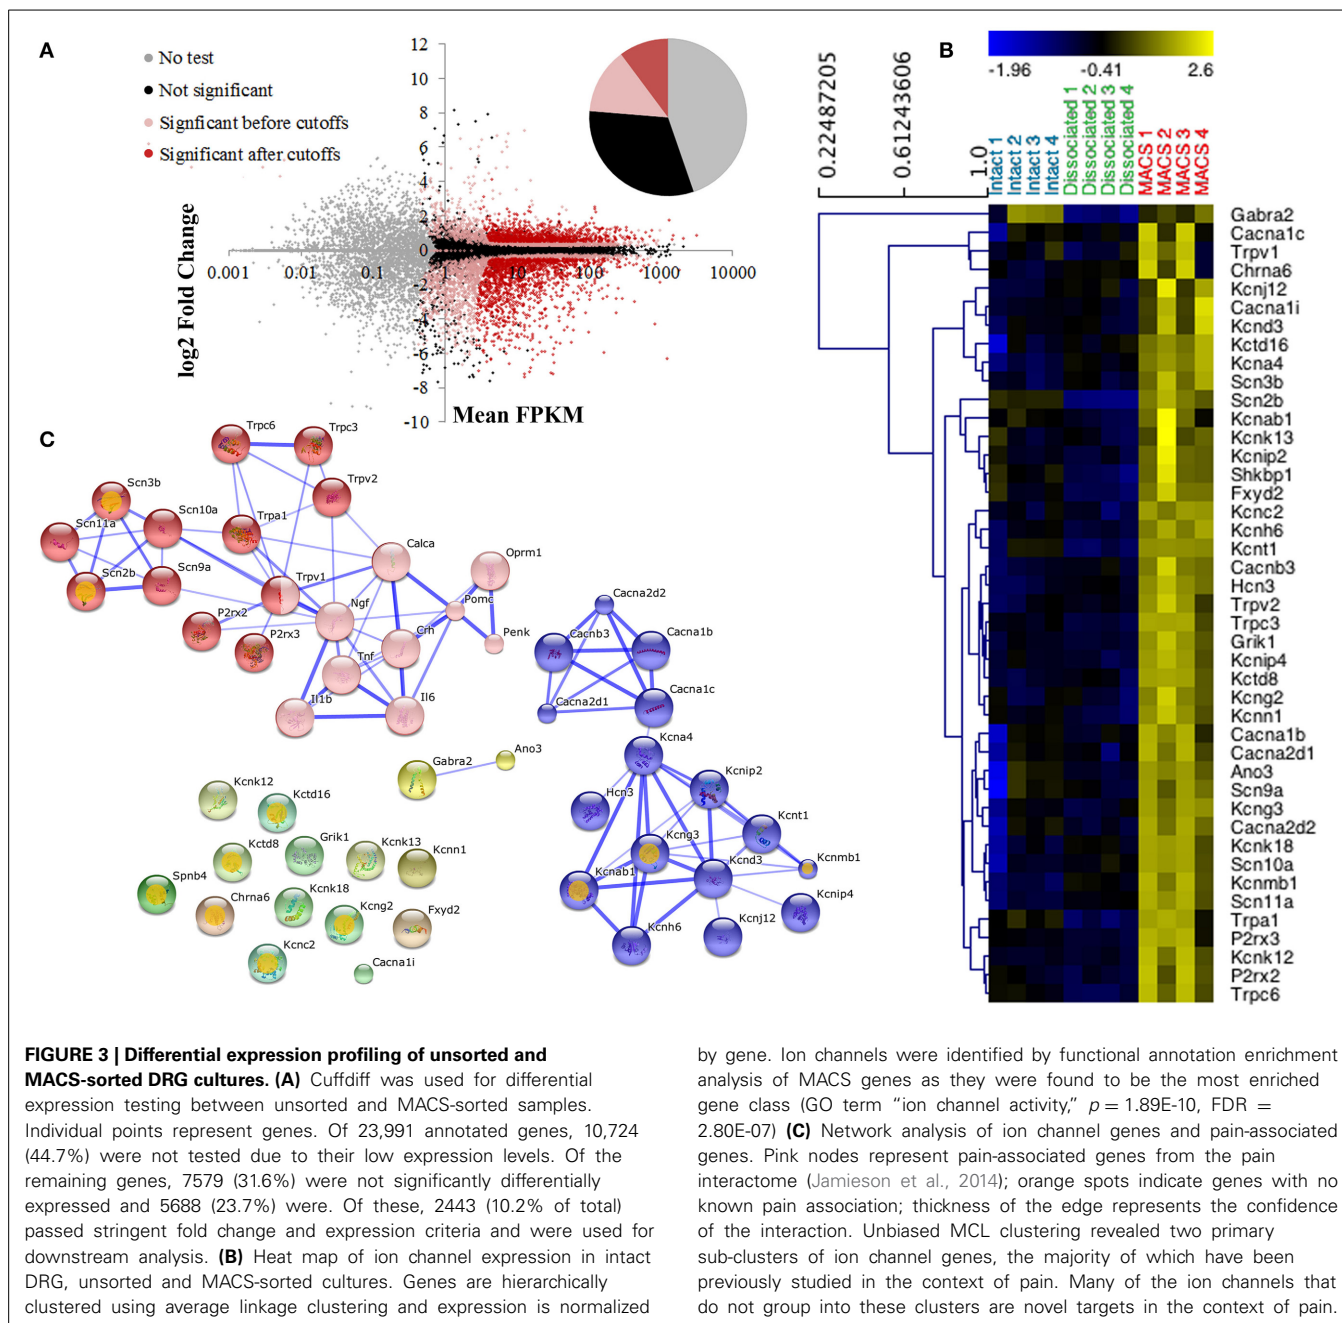 A
No test
Not significant
Signficant before cutoffs
Significant after cutoffs
12
10
8
6
4
2
0
-2
-4
-6
-8
-10
0.001
0.01
0.1
1
10
100
1000
10000
log2 Fold Change
Mean FPKM
B
-1.96
-0.41
2.6
0.22487205
0.61243606
1.0
Intact 1
Intact 2
Intact 3
Intact 4
Dissociated 1
Dissociated 2
Dissociated 3
Dissociated 4
MACS 1
MACS 2
MACS 3
MACS 4
Gabra2
Cacna1c
Trpv1
Chrna6
Kcnj12
Cacna1i
Kcnd3
Kctd16
Kcna4
Scn3b
Scn2b
Kcnab1
Kcnk13
Kcnip2
Shkbp1
Fxyd2
Kcnc2
Kcnh6
Kcnt1
Cacnb3
Hcn3
Trpv2
Trpc3
Grik1
Kcnip4
Kctd8
Kcng2
Kcnn1
Cacna1b
Cacna2d1
Ano3
Scn9a
Kcng3
Cacna2d2
Kcnk18
Scn10a
Kcnmb1
Scn11a
Trpa1
P2rx3
Kcnk12
P2rx2
Trpc6
C
Trpc6
Trpc3
Trpv2
Scn3b
Scn10a
Scn11a
Trpa1
Scn2b
Scn9a
Calca
Oprm1
Trpv1
Ngf
Pomc
P2rx2
P2rx3
Crh
Penk
Tnf
Il1b
Il6
Cacna2d2
Cacnb3
Cacna1b
Cacna2d1
Cacna1c
Kcna4
Kcnip2
Hcn3
Kcnt1
Kcng3
Kcnd3
Kcnmb1
Kcnab1
Kcnip4
Kcnh6
Kcnj12
Gabra2
Ano3
Kcnk12
Kctd16
Kctd8
Grik1
Kcnk13
Kcnn1
Spnb4
Chrna6
Kcnk18
Kcng2
Fxyd2
Kcnc2
Cacna1i
FIGURE 3 | Differential expression profiling of unsorted and
MACS-sorted DRG cultures. (A) Cuffdiff was used for differential
expression testing between unsorted and MACS-sorted samples.
Individual points represent genes. Of 23,991 annotated genes, 10,724
(44.7%) were not tested due to their low expression levels. Of the
remaining genes, 7579 (31.6%) were not significantly differentially
expressed and 5688 (23.7%) were. Of these, 2443 (10.2% of total)
passed stringent fold change and expression criteria and were used for
downstream analysis. (B) Heat map of ion channel expression in intact
DRG, unsorted and MACS-sorted cultures. Genes are hierarchically
clustered using average linkage clustering and expression is normalized
by gene. Ion channels were identified by functional annotation enrichment
analysis of MACS genes as they were found to be the most enriched
gene class (GO term “ion channel activity,” p = 1.89E-10, FDR =
2.80E-07) (C) Network analysis of ion channel genes and pain-associated
genes. Pink nodes represent pain-associated genes from the pain
interactome (Jamieson et al., 2014); orange spots indicate genes with no
known pain association; thickness of the edge represents the confidence
of the interaction. Unbiased MCL clustering revealed two primary
sub-clusters of ion channel genes, the majority of which have been
previously studied in the context of pain. Many of the ion channels that
do not group into these clusters are novel targets in the context of pain.